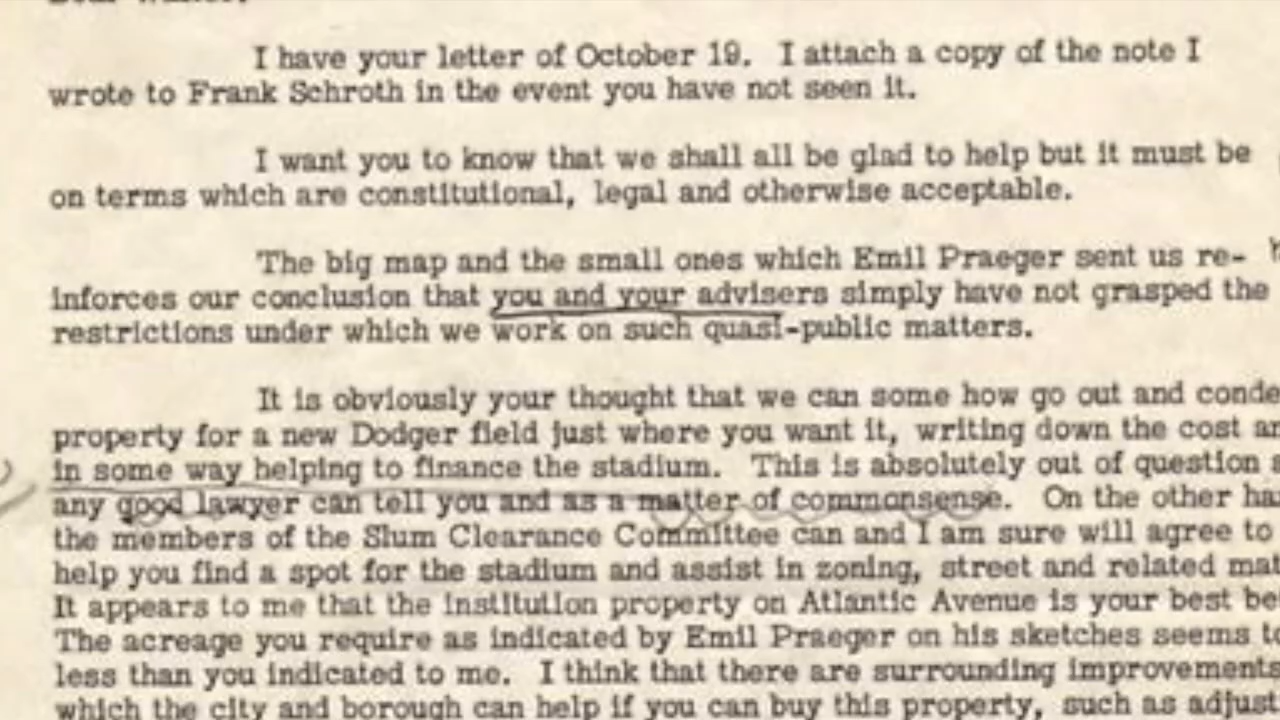 I have your letter of October 19. I attach a copy of the note I
wrote to Frank Schroth in the event you have not seen it.
I want you to know that we shall all be glad to help but it must be
on terms which are constitutional, legal and otherwise acceptable.
The big map and the small ones which Emil Praeger sent us re-
inforces our conclusion that you and your advisers simply have not grasped the
restrictions under which we work on such quasi-public matters.
It is obviously your thought that we can some how go out and conde
property for a new Dodger field just where you want it, writing down the cost an
in some way helping to finance the stadium. This is absolutely out of question a
any good lawyer can tell you and as a matter of commonsense. On the other ha
the members of the Slum Clearance Committee can and I am sure will agree to
help you find a spot for the stadium and assist in zoning, street and related mat
It appears to me that the institution property on Atlantic Avenue is your best be
The acreage you require as indicated by Emil Praeger on his sketches seems to
less than you indicated to me. I think that there are surrounding improvements
which the city and borough can help if you can buy this property, such as adjust